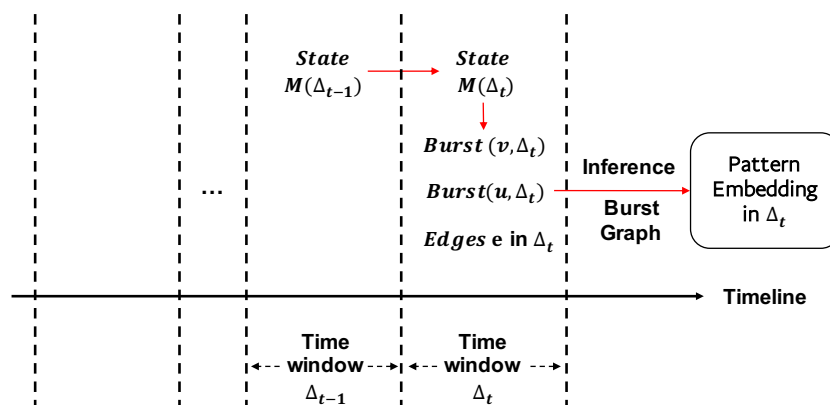 State
M(Δₜ₋₁)
State
M(Δₜ)
Burst (v,Δₜ)
Burst(u,Δₜ)
Edges e in Δₜ
...
Inference
Burst
Graph
Pattern
Embedding
in Δₜ
Timeline
Time
window
Δₜ₋₁
Time
window
Δₜ